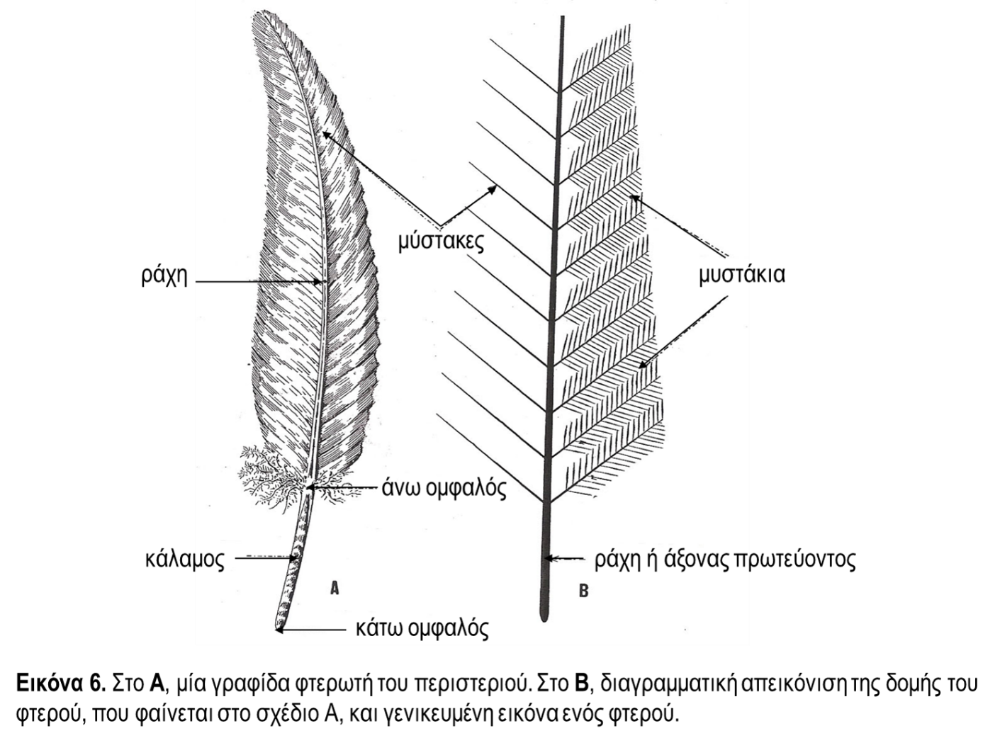 μύστακες
ράχη
μυστάκια
άνω ομφαλός
κάλαμος
ράχη ή άξονας πρωτεύοντος
A
B
κάτω ομφαλός
Εικόνα 6. Στο Α, μία γραφίδα φτερωτή του περιστεριού. Στο Β, διαγραμματική απεικόνιση της δομής του
φτερού, που φαίνεται στο σχέδιο Α, και γενικευμένη εικόνα ενός φτερού.